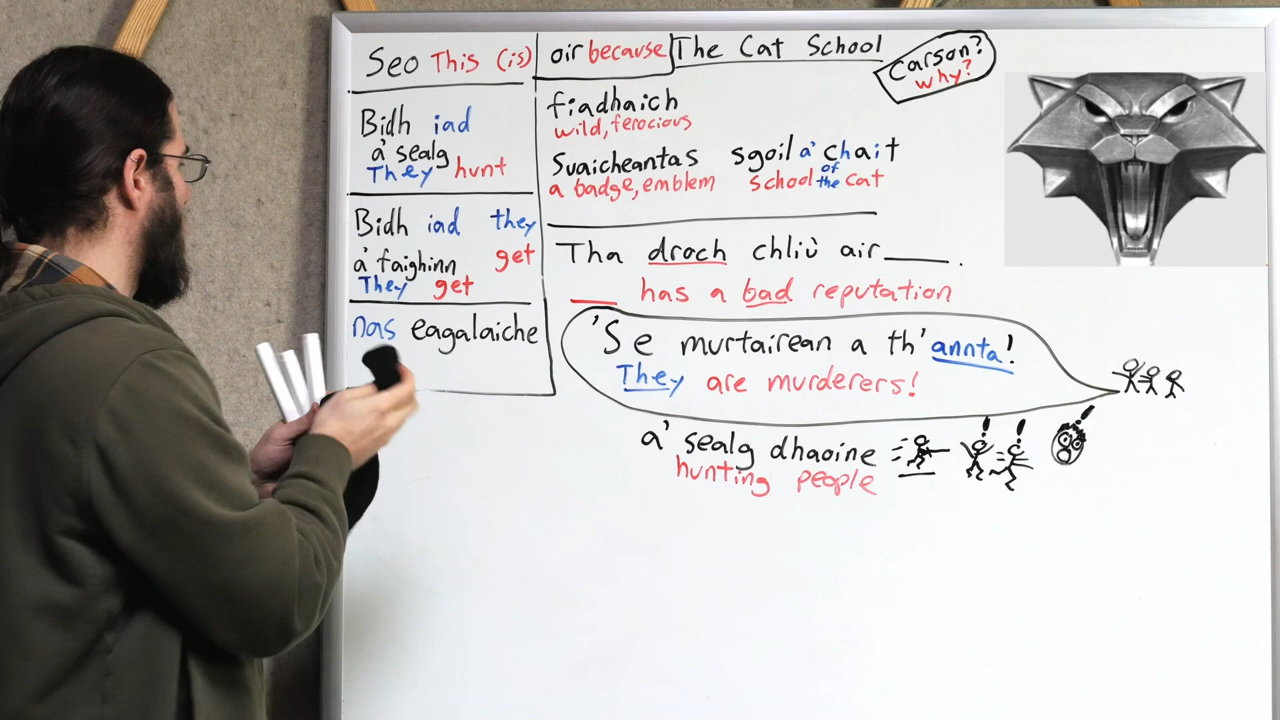 Seo This (is)
Bidh iad
a' sealg
They hunt
Bidh iad they
a' faighinn get
They get
nas eagalaiche
oir because
The Cat School
Carson?
why?
fiadhaich
wild, ferocious
Suaicheantas sgoil a' chait
a badge, emblem school of the cat
Tha droch chliù air ____.
____ has a bad reputation
'S e murtairean a th' annta!
They are murderers!
a' sealg dhaoine
hunting people